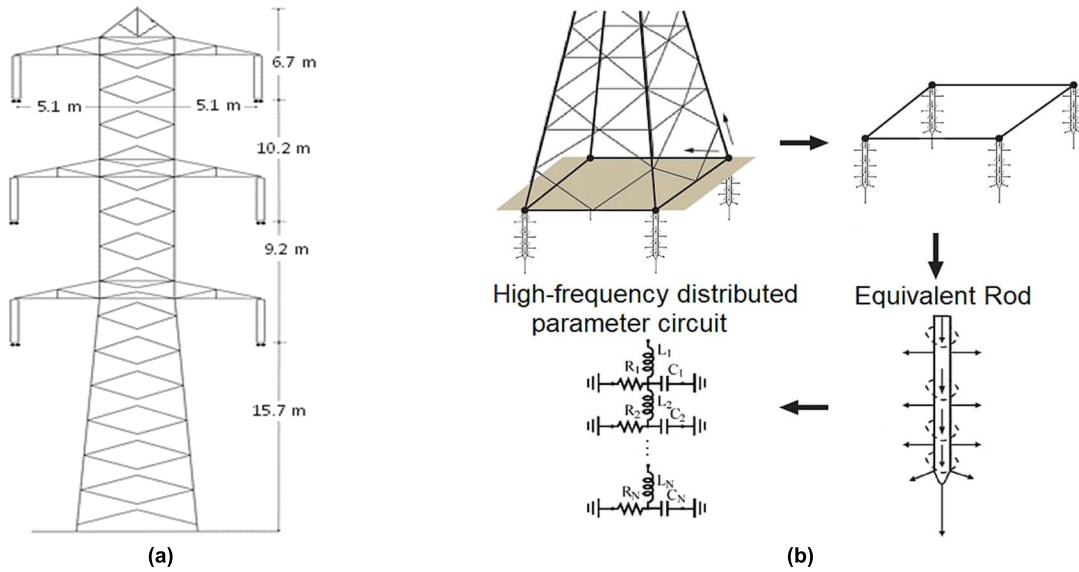 6.7 m
5.1 m
5.1 m
10.2 m
9.2 m
15.7 m
(a)
High-frequency distributed
parameter circuit
Equivalent Rod
L1
R1
C1
L2
R2
C2
LN
RN
CN
(b)